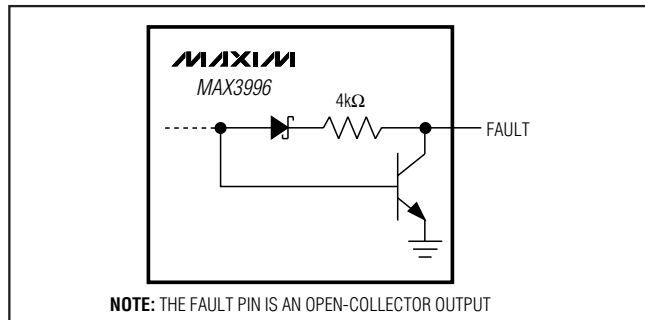 MAXIM
MAX3996
4kΩ
FAULT
NOTE: THE FAULT PIN IS AN OPEN-COLLECTOR OUTPUT